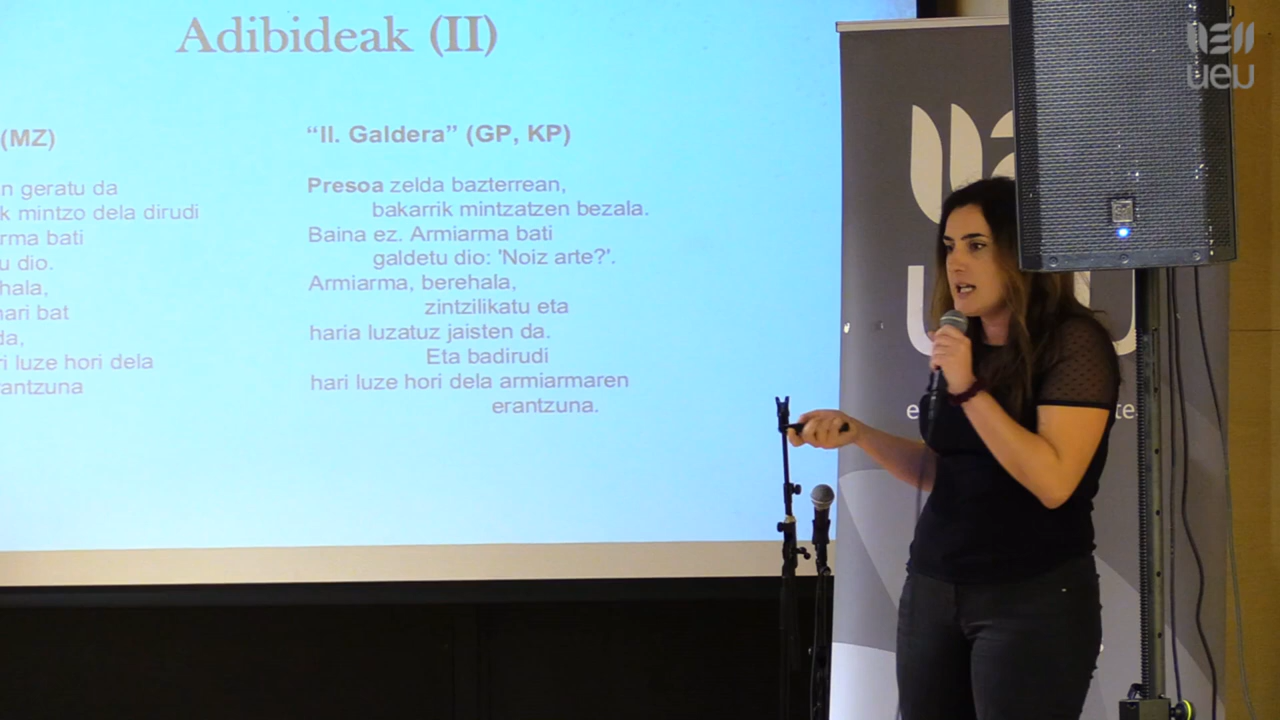 Adibideak (II)
(MZ)
n geratu da
k mintzo dela dirudi
rma bati
u dio.
hala,
hari bat
da,
ri luze hori dela
rantzuna
“II. Galdera” (GP, KP)
Presoa zelda bazterrean,
bakarrik mintzatzen bezala.
Baina ez. Armiarma bati
galdetu dio: 'Noiz arte?'.
Armiarma, berehala,
zintzilikatu eta
haria luzatuz jaisten da.
Eta badirudi
hari luze hori dela armiarmaren
erantzuna.
ueu